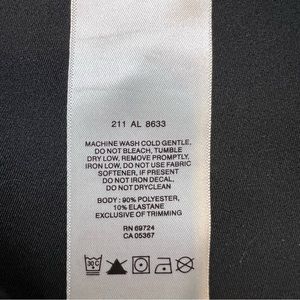 211 AL 8633
MACHINE WASH COLD GENTLE,
DO NOT BLEACH, TUMBLE
DRY LOW, REMOVE PROMPTLY,
IRON LOW, DO NOT USE FABRIC
SOFTENER, IF PRESENT
DO NOT IRON DECAL,
DO NOT DRYCLEAN
BODY : 90% POLYESTER,
10% ELASTANE
EXCLUSIVE OF TRIMMING
RN 69724
CA 05367
30 C